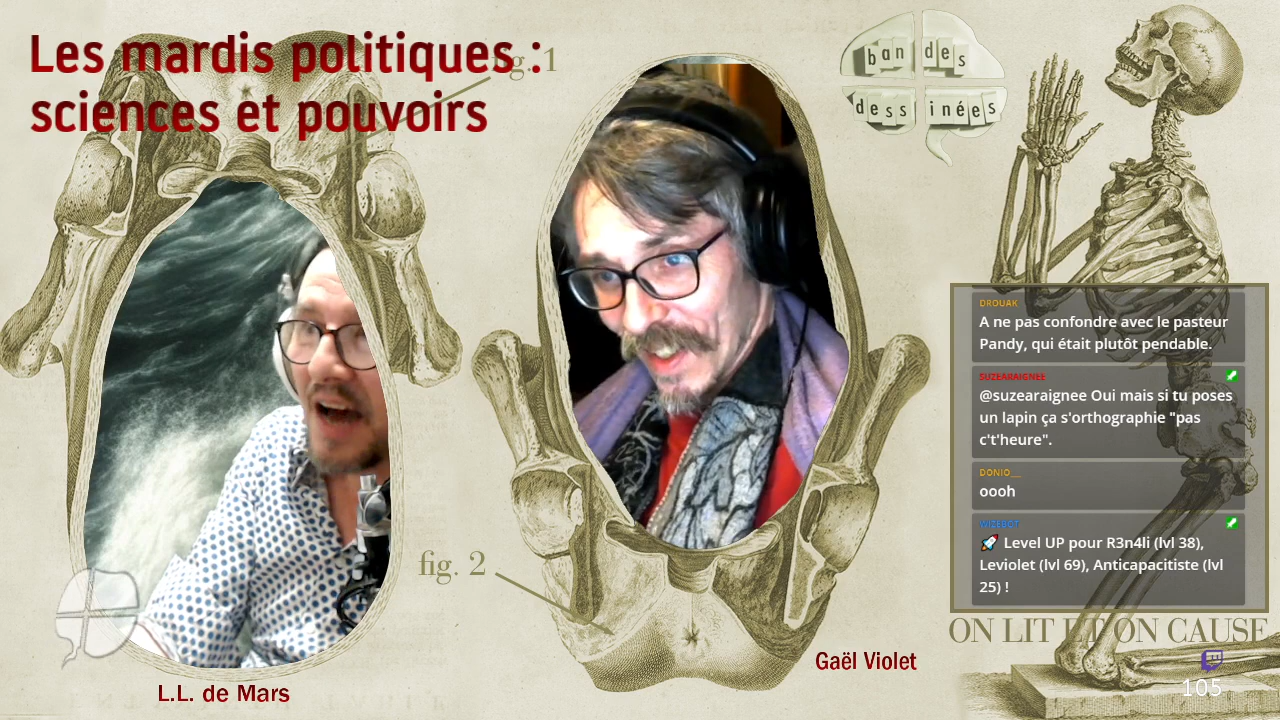 Les mardis politiques :
sciences et pouvoirs
fig. 1
ban des
dess inées
DROUAK
A ne pas confondre avec le pasteur
Pandy, qui était plutôt pendable.
SUZEARAIGNEE
@suzearaignee Oui mais si tu poses
un lapin ça s'orthographie "pas
c't'heure".
DONIO__
oooh
WIZEBOT
🚀 Level UP pour R3n4li (lvl 38),
Leviolet (lvl 69), Anticapacitiste (lvl
25) !
fig. 2
ON LIT ET ON CAUSE
Gaël Violet
105
L.L. de Mars